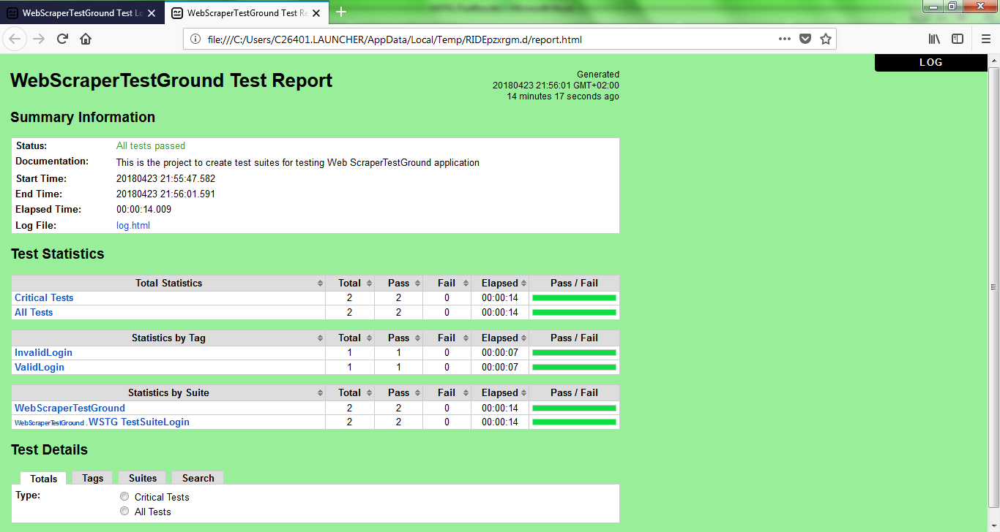 WebScraperTestGround Test Lo
WebScraperTestGround Test Re
file:///C:/Users/C26401.LAUNCHER/AppData/Local/Temp/RIDEpzxrgm.d/report.html
LOG
WebScraperTestGround Test Report
Generated
20180423 21:56:01 GMT+02:00
14 minutes 17 seconds ago
Summary Information
Status: All tests passed
Documentation: This is the project to create test suites for testing Web ScraperTestGround application
Start Time: 20180423 21:55:47.582
End Time: 20180423 21:56:01.591
Elapsed Time: 00:00:14.009
Log File: log.html
Test Statistics
Total Statistics Total Pass Fail Elapsed Pass / Fail
Critical Tests 2 2 0 00:00:14
All Tests 2 2 0 00:00:14
Statistics by Tag Total Pass Fail Elapsed Pass / Fail
InvalidLogin 1 1 0 00:00:07
ValidLogin 1 1 0 00:00:07
Statistics by Suite Total Pass Fail Elapsed Pass / Fail
WebScraperTestGround 2 2 0 00:00:14
WebScraperTestGround . WSTG TestSuiteLogin 2 2 0 00:00:14
Test Details
Totals Tags Suites Search
Type: Critical Tests
All Tests